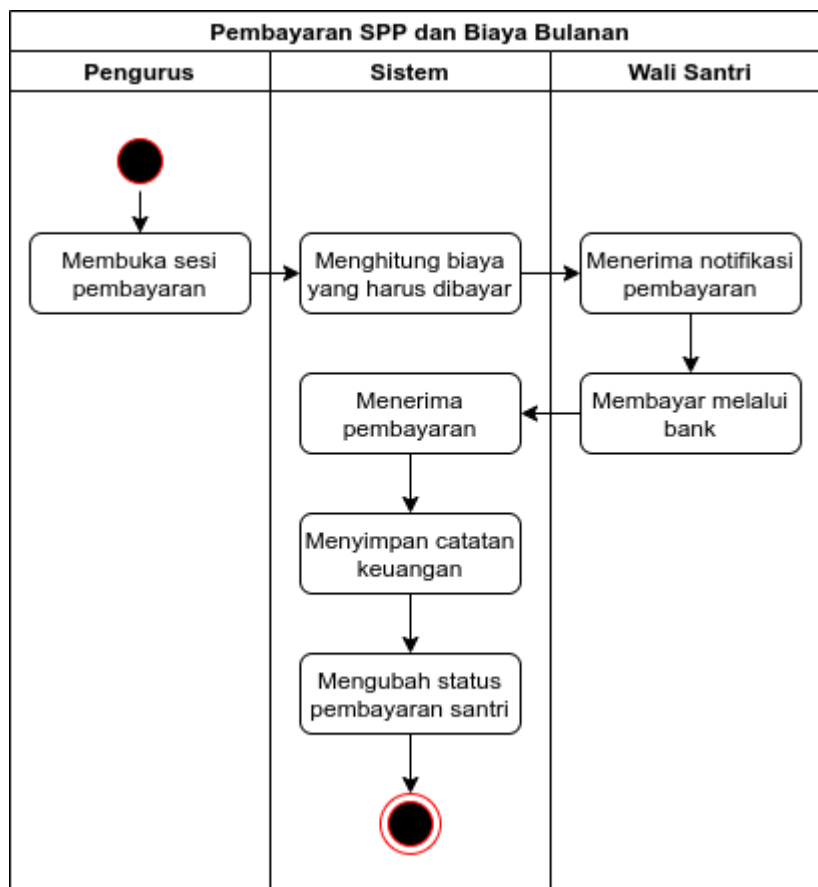 Pembayaran SPP dan Biaya Bulanan
Pengurus
Sistem
Wali Santri
Membuka sesi
pembayaran
Menghitung biaya
yang harus dibayar
Menerima notifikasi
pembayaran
Membayar melalui
bank
Menerima
pembayaran
Menyimpan catatan
keuangan
Mengubah status
pembayaran santri